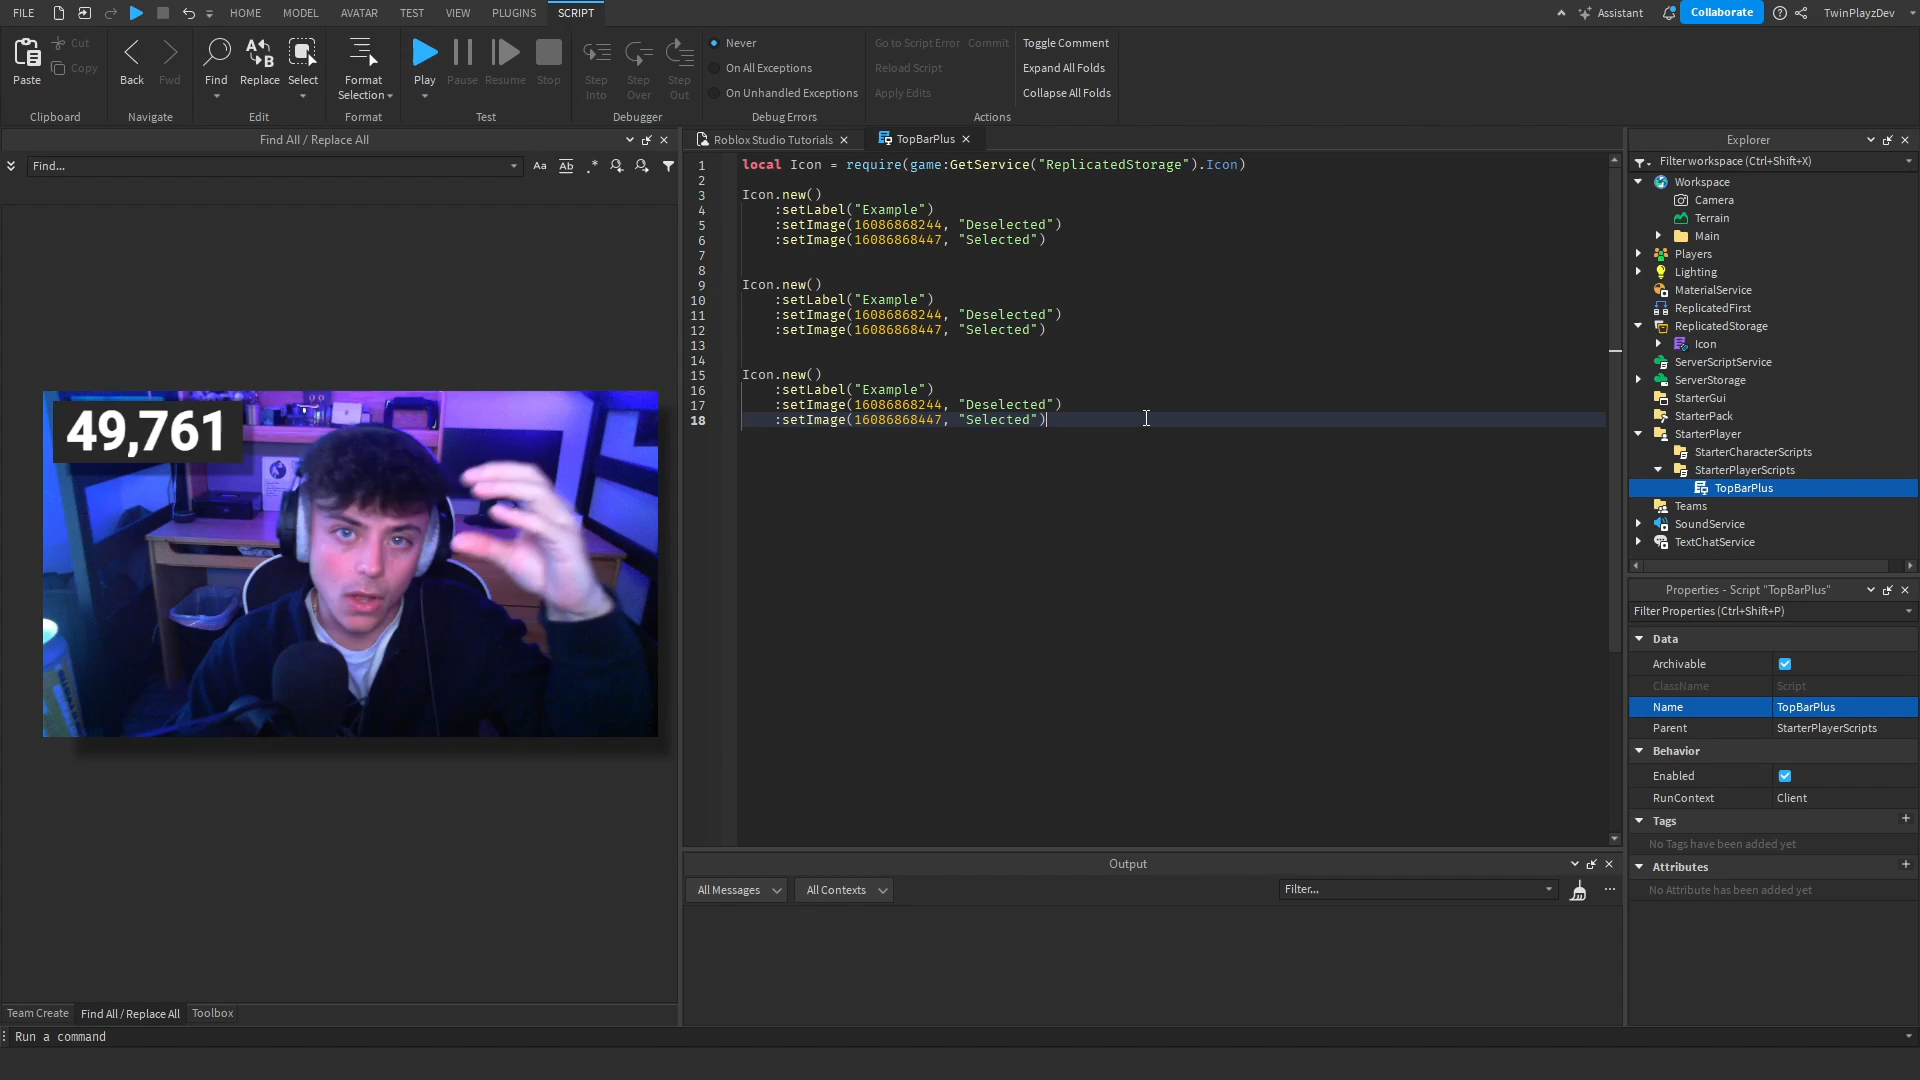 FILE HOME MODEL AVATAR TEST VIEW PLUGINS SCRIPT Assistant Collaborate TwinPlayzDev
Paste Cut Copy
Clipboard
Back Fwd
Navigate
Find Replace Select
Edit
Format Selection
Format
Play Pause Resume Stop
Test
Step Into Step Over Step Out
Debugger
Never
On All Exceptions
On Unhandled Exceptions
Debug Errors
Go to Script Error Commit
Reload Script
Apply Edits
Toggle Comment
Expand All Folds
Collapse All Folds
Actions
Find All / Replace All
Find... Aa Ab .*
49,761
Team Create Find All / Replace All Toolbox
Run a command
Roblox Studio Tutorials TopBarPlus
1 local Icon = require(game:GetService("ReplicatedStorage").Icon)
2
3 Icon.new()
4 :setLabel("Example")
5 :setImage(16086868244, "Deselected")
6 :setImage(16086868447, "Selected")
7
8
9 Icon.new()
10 :setLabel("Example")
11 :setImage(16086868244, "Deselected")
12 :setImage(16086868447, "Selected")
13
14
15 Icon.new()
16 :setLabel("Example")
17 :setImage(16086868244, "Deselected")
18 :setImage(16086868447, "Selected")
Output
All Messages All Contexts Filter...
Explorer
Filter workspace (Ctrl+Shift+X)
Workspace
Camera
Terrain
Main
Players
Lighting
MaterialService
ReplicatedFirst
ReplicatedStorage
Icon
ServerScriptService
ServerStorage
StarterGui
StarterPack
StarterPlayer
StarterCharacterScripts
StarterPlayerScripts
TopBarPlus
Teams
SoundService
TextChatService
Properties - Script "TopBarPlus"
Filter Properties (Ctrl+Shift+P)
Data
Archivable
ClassName Script
Name TopBarPlus
Parent StarterPlayerScripts
Behavior
Enabled
RunContext Client
Tags
No Tags have been added yet
Attributes
No Attribute has been added yet